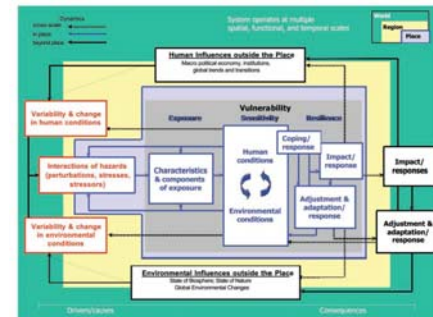 Dynamics
cross-scale
in place
beyond place
System operates at multiple
spatial, functional, and temporal scales
World
Region
Place
Human Influences outside the Place
Macro political economy, institutions,
global trends and transitions
Variability & change
in human conditions
Vulnerability
Exposure
Sensitivity
Resilience
Interactions of hazards
(perturbations, stresses,
stressors)
Characteristics
& components
of exposure
Human
conditions
Environmental
conditions
Coping/
response
Impact/
response
Adjustment &
adaptation/
response
Impact/
responses
Adjustment &
adaptation/
response
Variability & change
in environmental
conditions
Environmental Influences outside the Place
State of Biosphere, State of Nature
Global Environmental Changes
Drivers/causes
Consequences